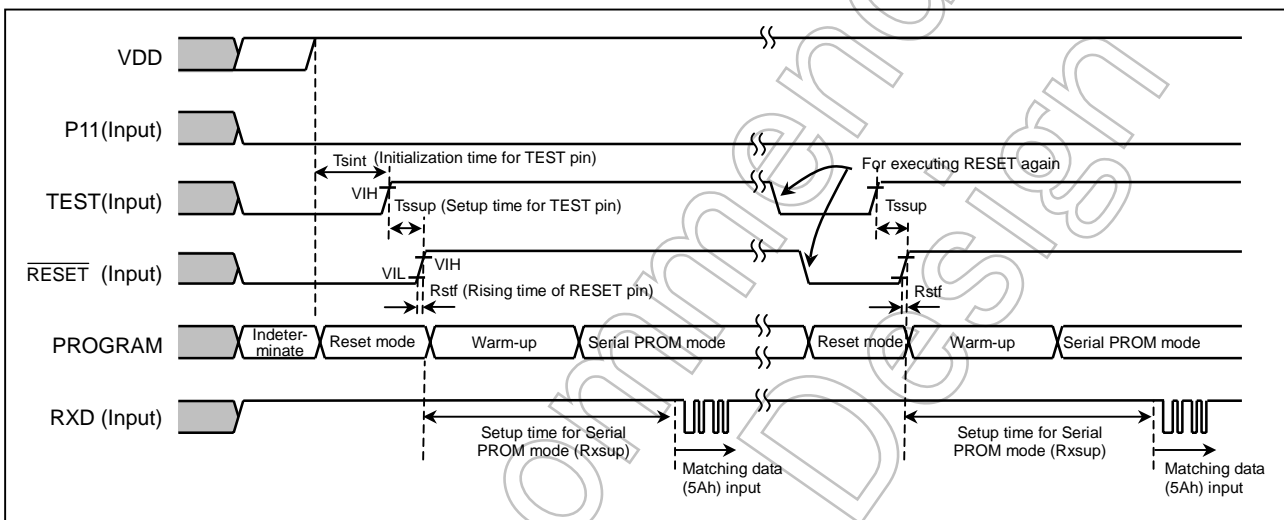 VDD
P11(Input)
Tsint (Initialization time for TEST pin)
For executing RESET again
VIH
TEST(Input)
Tssup (Setup time for TEST pin)
Tssup
RESET (Input)
VIL
VIH
Rstf (Rising time of RESET pin)
Rstf
PROGRAM
Indeter-
minate
Reset mode
Warm-up
Serial PROM mode
Reset mode
Warm-up
Serial PROM mode
RXD (Input)
Setup time for Serial
PROM mode (Rxsup)
Matching data
(5Ah) input
Setup time for Serial
PROM mode (Rxsup)
Matching data
(5Ah) input
ommen
Design